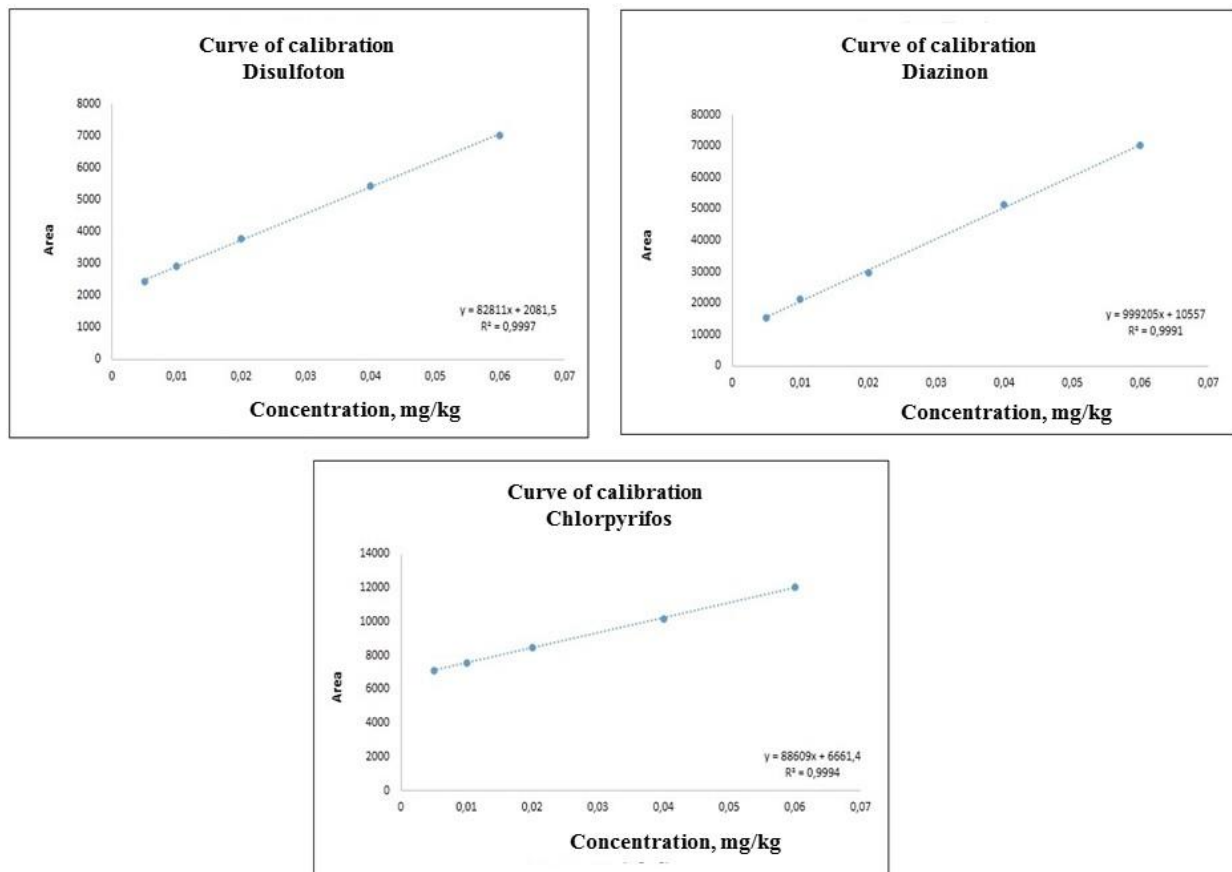 Curve of calibration
Disulfoton
8000
7000
6000
5000
4000
3000
2000
1000
0
Area
y = 82811x + 2081,5
R² = 0,9997
0 0,01 0,02 0,03 0,04 0,05 0,06 0,07
Concentration, mg/kg
Curve of calibration
Diazinon
80000
70000
60000
50000
40000
30000
20000
10000
0
Area
y = 999205x + 10557
R² = 0,9991
0 0,01 0,02 0,03 0,04 0,05 0,06 0,07
Concentration, mg/kg
Curve of calibration
Chlorpyrifos
14000
12000
10000
8000
6000
4000
2000
0
Area
y = 88609x + 6661,4
R² = 0,9994
0 0,01 0,02 0,03 0,04 0,05 0,06 0,07
Concentration, mg/kg